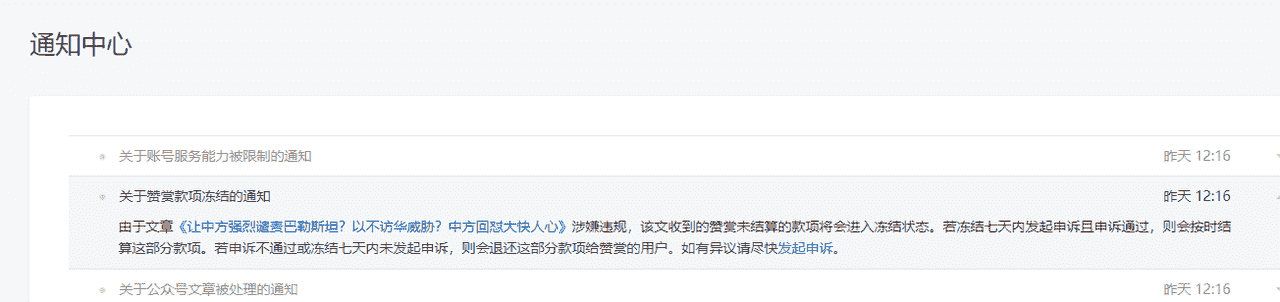 通知中心
关于账号服务能力被限制的通知 昨天 12:16
关于赞赏款项冻结的通知 昨天 12:16
由于文章《让中方强烈谴责巴勒斯坦？以不访华威胁？中方回怼大快人心》涉嫌违规，该文收到的赞赏未结算的款项将会进入冻结状态。若冻结七天内发起申诉且申诉通过，则会按时结
算这部分款项。若申诉不通过或冻结七天内未发起申诉，则会退还这部分款项给赞赏的用户。如有异议请尽快发起申诉。
关于公众号文章被处理的通知 昨天 12:16